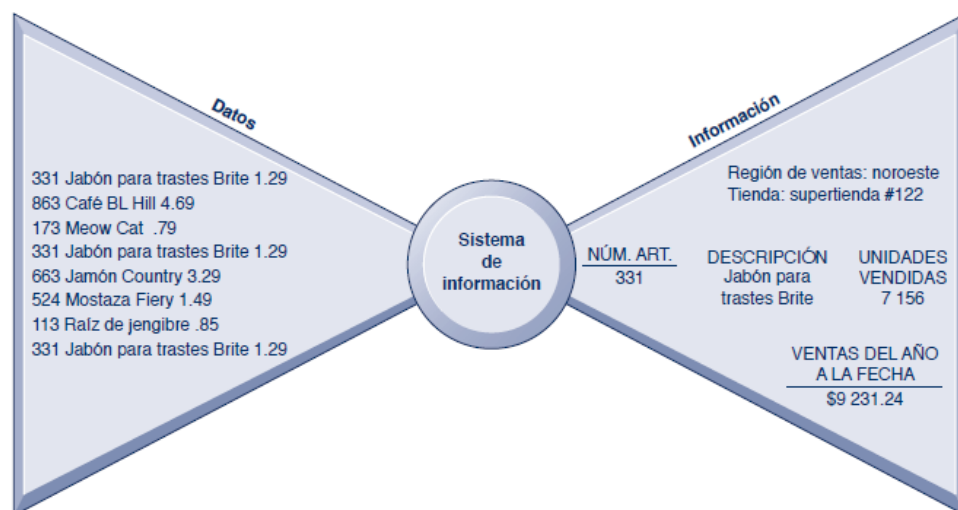 Datos
331 Jabón para trastes Brite 1.29
863 Café BL Hill 4.69
173 Meow Cat .79
331 Jabón para trastes Brite 1.29
663 Jamón Country 3.29
524 Mostaza Fiery 1.49
113 Raíz de jengibre .85
331 Jabón para trastes Brite 1.29
Sistema
de
información
Información
Región de ventas: noroeste
Tienda: supertienda #122
NÚM. ART.
331
DESCRIPCIÓN
Jabón para
trastes Brite
UNIDADES
VENDIDAS
7 156
VENTAS DEL AÑO
A LA FECHA
$9 231.24